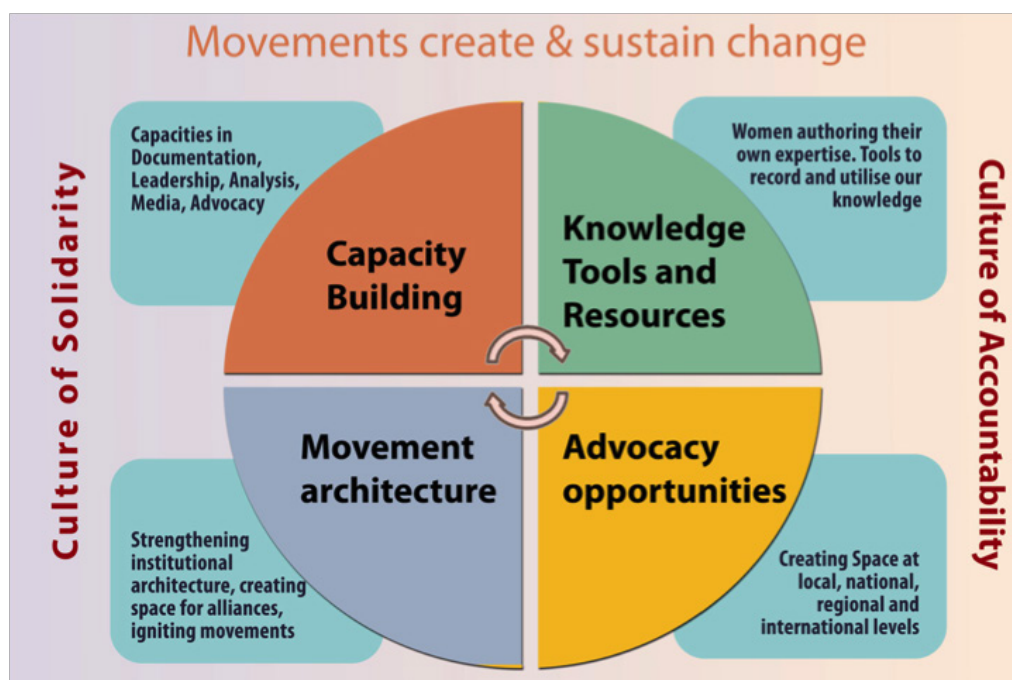 Movements create & sustain change
Culture of Solidarity
Capacities in
Documentation,
Leadership, Analysis,
Media, Advocacy
Capacity
Building
Women authoring their
own expertise. Tools to
record and utilise our
knowledge
Knowledge
Tools and
Resources
Culture of Accountability
Movement
architecture
Strengthening
institutional
architecture, creating
space for alliances,
igniting movements
Advocacy
opportunities
Creating Space at
local, national,
regional and
international levels